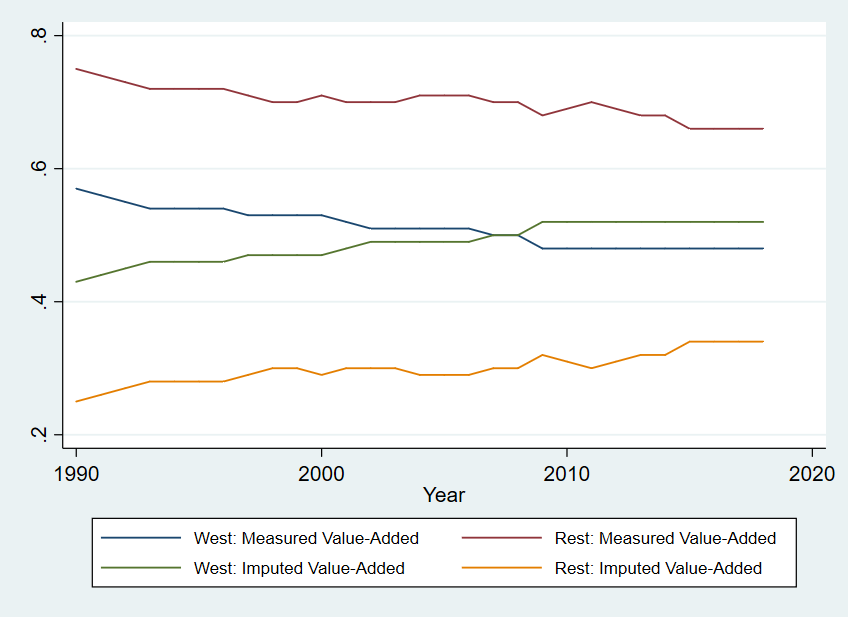 .8
.6
.4
.2
1990 2000 2010 2020
Year
West: Measured Value-Added Rest: Measured Value-Added
West: Imputed Value-Added Rest: Imputed Value-Added